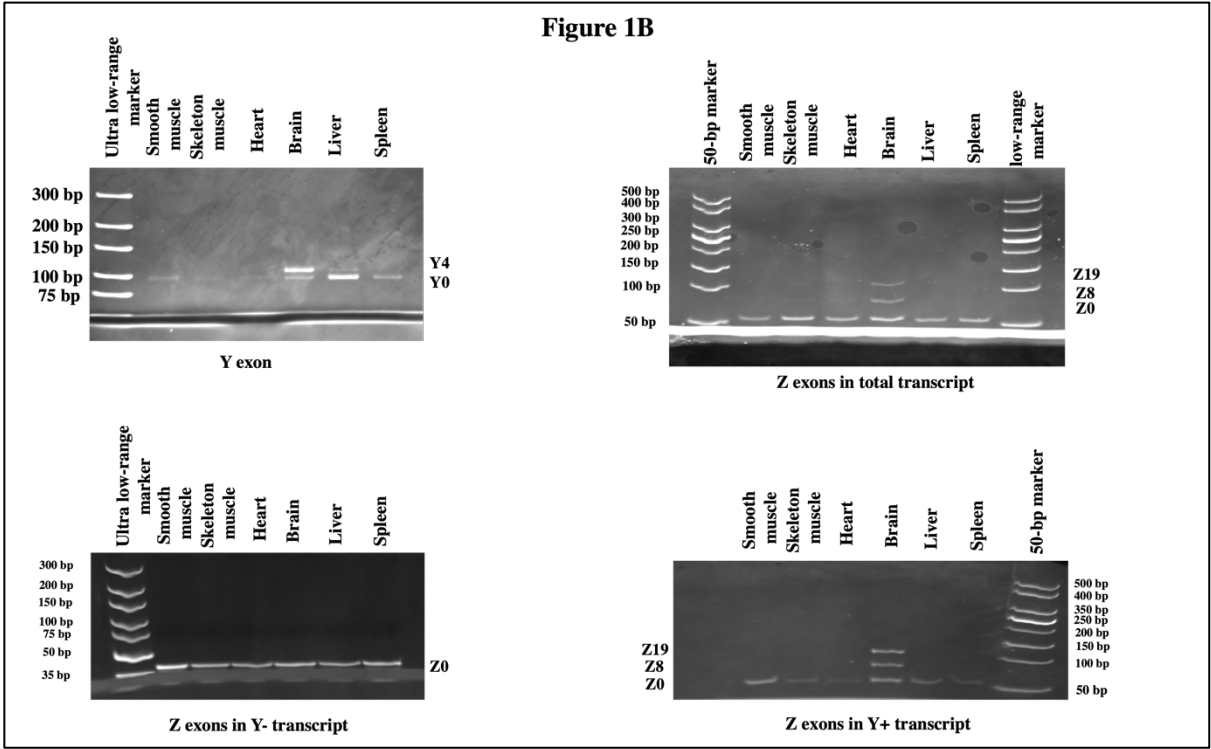 Figure 1B
Ultra low-range
marker
Smooth
muscle
Skeleton
muscle
Heart
Brain
Liver
Spleen
300 bp
200 bp
150 bp
100 bp
75 bp
Y4
Y0
Y exon
50-bp marker
Smooth
muscle
Skeleton
muscle
Heart
Brain
Liver
Spleen
low-range
marker
500 bp
400 bp
300 bp
250 bp
200 bp
150 bp
100 bp
50 bp
Z19
Z8
Z0
Z exons in total transcript
Ultra low-range
marker
Smooth
muscle
Skeleton
muscle
Heart
Brain
Liver
Spleen
300 bp
200 bp
150 bp
100 bp
75 bp
50 bp
35 bp
Z0
Z exons in Y- transcript
Smooth
muscle
Skeleton
muscle
Heart
Brain
Liver
Spleen
50-bp marker
Z19
Z8
Z0
500 bp
400 bp
350 bp
250 bp
200 bp
150 bp
100 bp
50 bp
Z exons in Y+ transcript